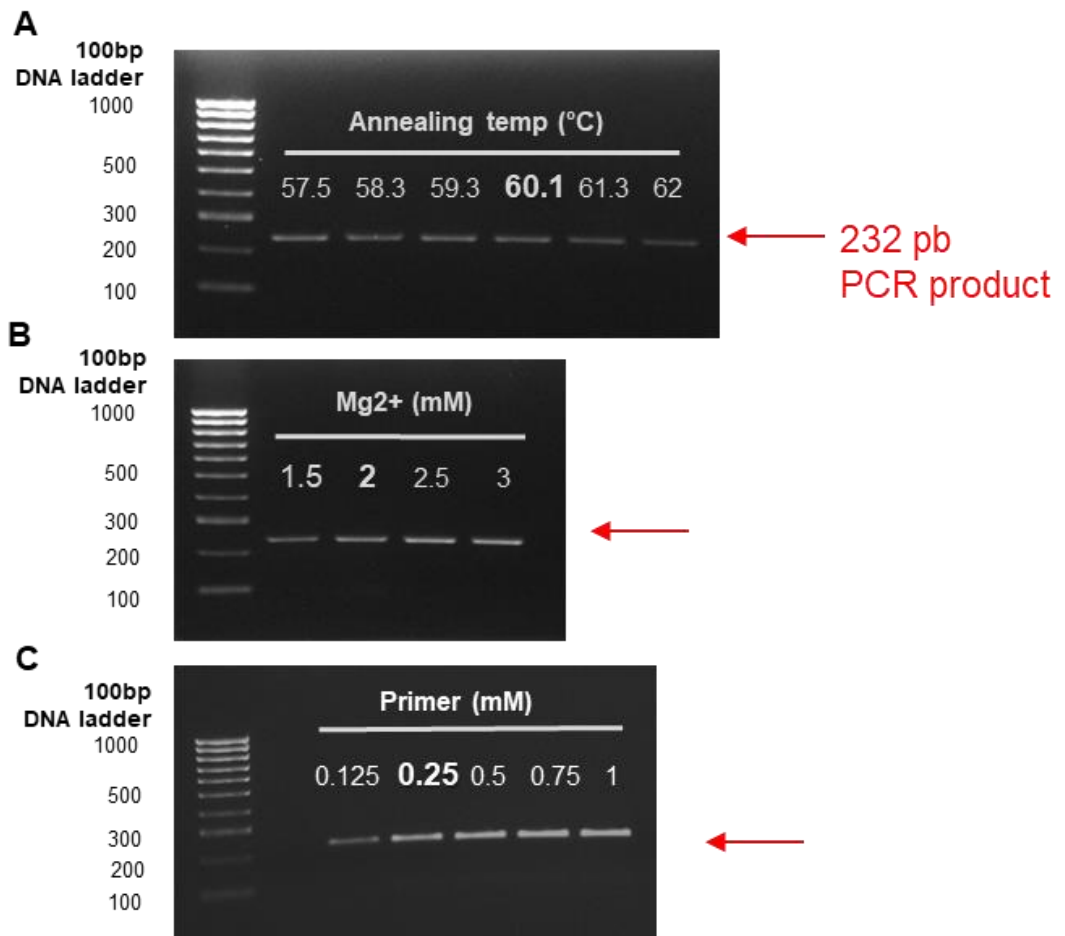 A
100bp
DNA ladder
1000
500
300
200
100
Annealing temp (°C)
57.5 58.3 59.3 60.1 61.3 62
232 pb
PCR product
B
100bp
DNA ladder
1000
500
300
200
100
Mg2+ (mM)
1.5 2 2.5 3
C
100bp
DNA ladder
1000
500
300
200
100
Primer (mM)
0.125 0.25 0.5 0.75 1